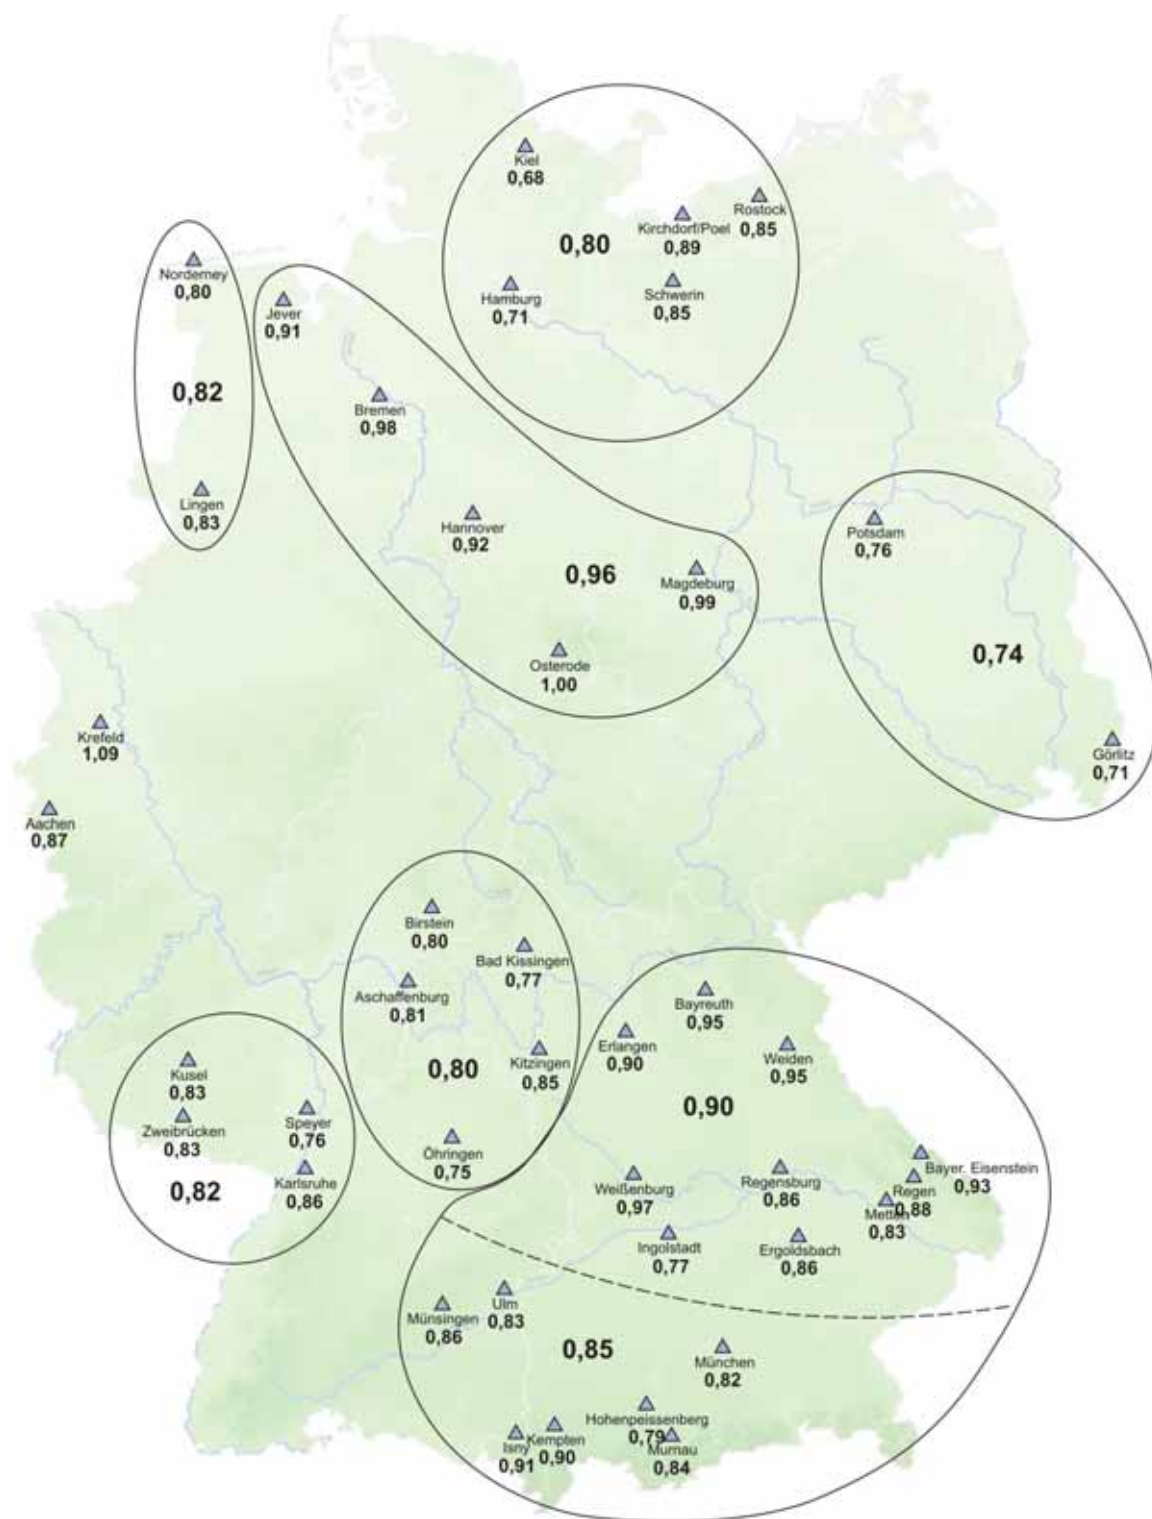 Kiel
0,68
Rostock
0,85
Kirchdorf/Poel
0,89
0,80
Norderney
0,80
Hamburg
0,71
Schwerin
0,85
Jever
0,91
0,82
Bremen
0,98
Lingen
0,83
Hannover
0,92
Potsdam
0,76
0,96
Magdeburg
0,99
Osterode
1,00
0,74
Krefeld
1,09
Görlitz
0,71
Aachen
0,87
Birstein
0,80
Bad Kissingen
0,77
Aschaffenburg
0,81
Bayreuth
0,95
Erlangen
0,90
Weiden
0,95
Kitzingen
0,85
0,80
Kusel
0,83
0,90
Zweibrücken
0,83
Speyer
0,76
Öhringen
0,75
Karlsruhe
0,86
0,82
Bayer. Eisenstein
0,93
Regen
0,88
Regensburg
0,86
Weißenburg
0,97
Metten
0,83
Ingolstadt
0,77
Ergoldsbach
0,86
Ulm
0,83
Münsingen
0,86
0,85
München
0,82
Hohenpeissenberg
0,79
Kempten
0,90
Isny
0,91
Murnau
0,84